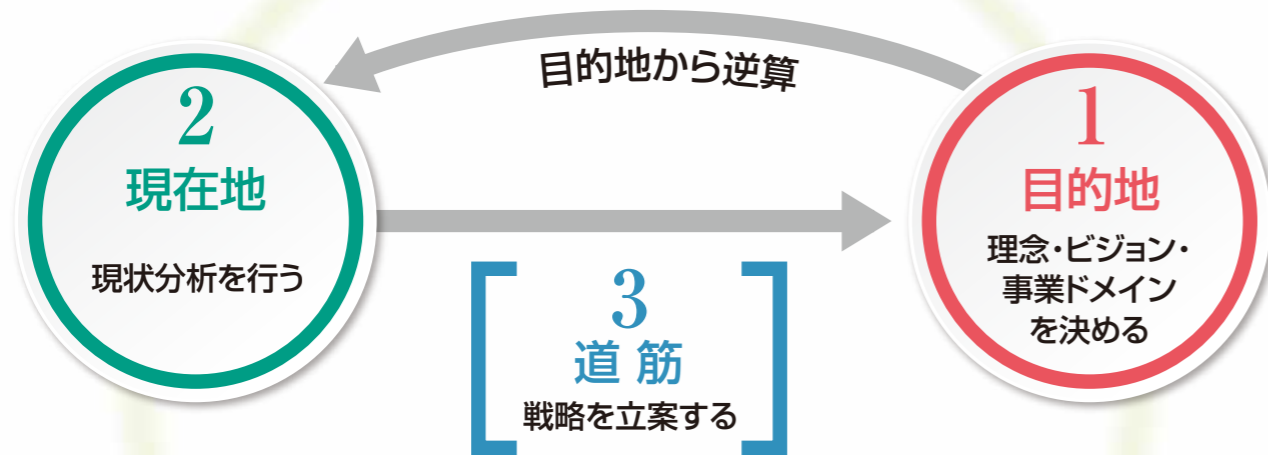 目的地から逆算
2
現在地
現状分析を行う
1
目的地
理念・ビジョン・
事業ドメイン
を決める
3
道筋
戦略を立案する